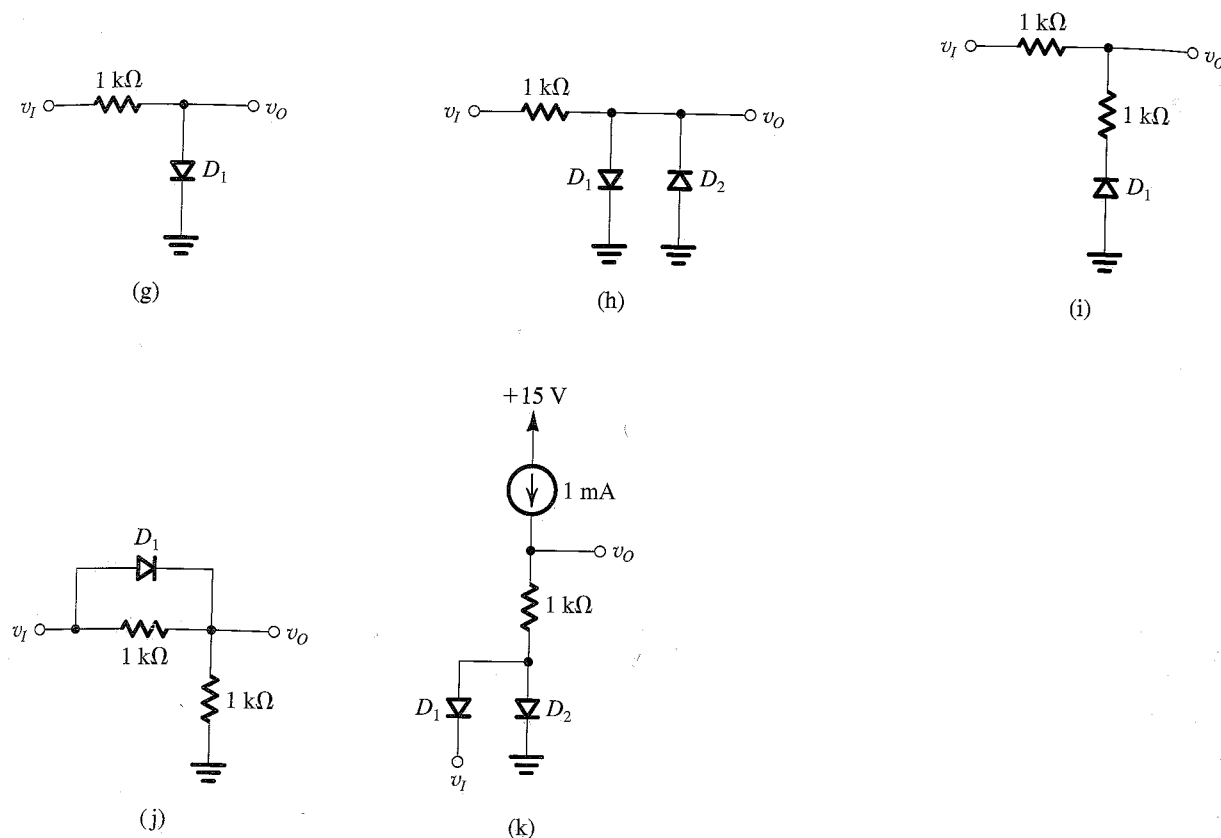 1 kΩ
v_I
v_O
D_1
(g)
1 kΩ
v_I
v_O
D_1
D_2
(h)
1 kΩ
v_I
v_O
1 kΩ
D_1
(i)
D_1
v_I
v_O
1 kΩ
1 kΩ
(j)
+15 V
1 mA
v_O
1 kΩ
D_1
D_2
v_I
(k)